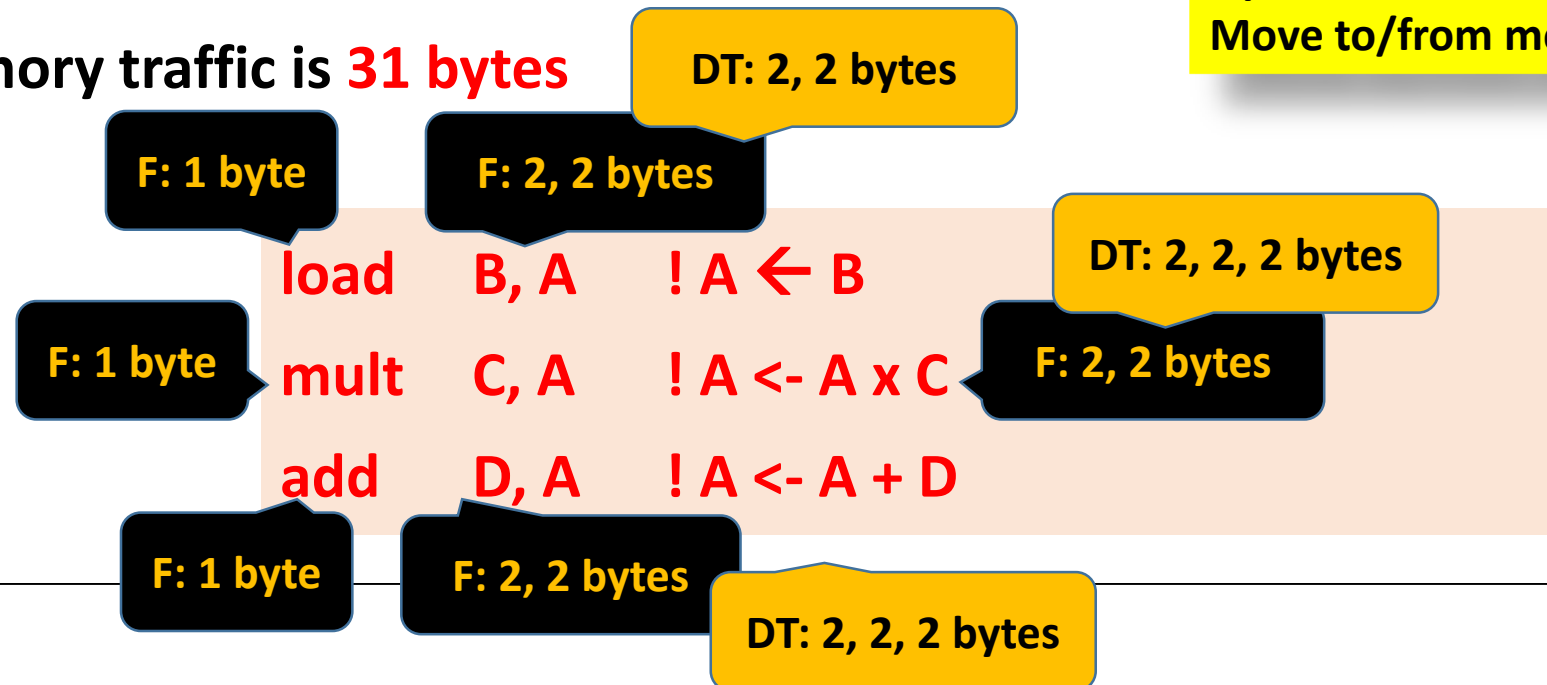 Move to/from
traffic is 31 bytes
DT: 2, 2 bytes
F: 1 byte
F: 2, 2 bytes
load B, A ! A ← B
DT: 2, 2, 2 bytes
F: 1 byte
mult C, A ! A <- A x C
F: 2, 2 bytes
add D, A ! A <- A + D
F: 1 byte
F: 2, 2 bytes
DT: 2, 2, 2 bytes